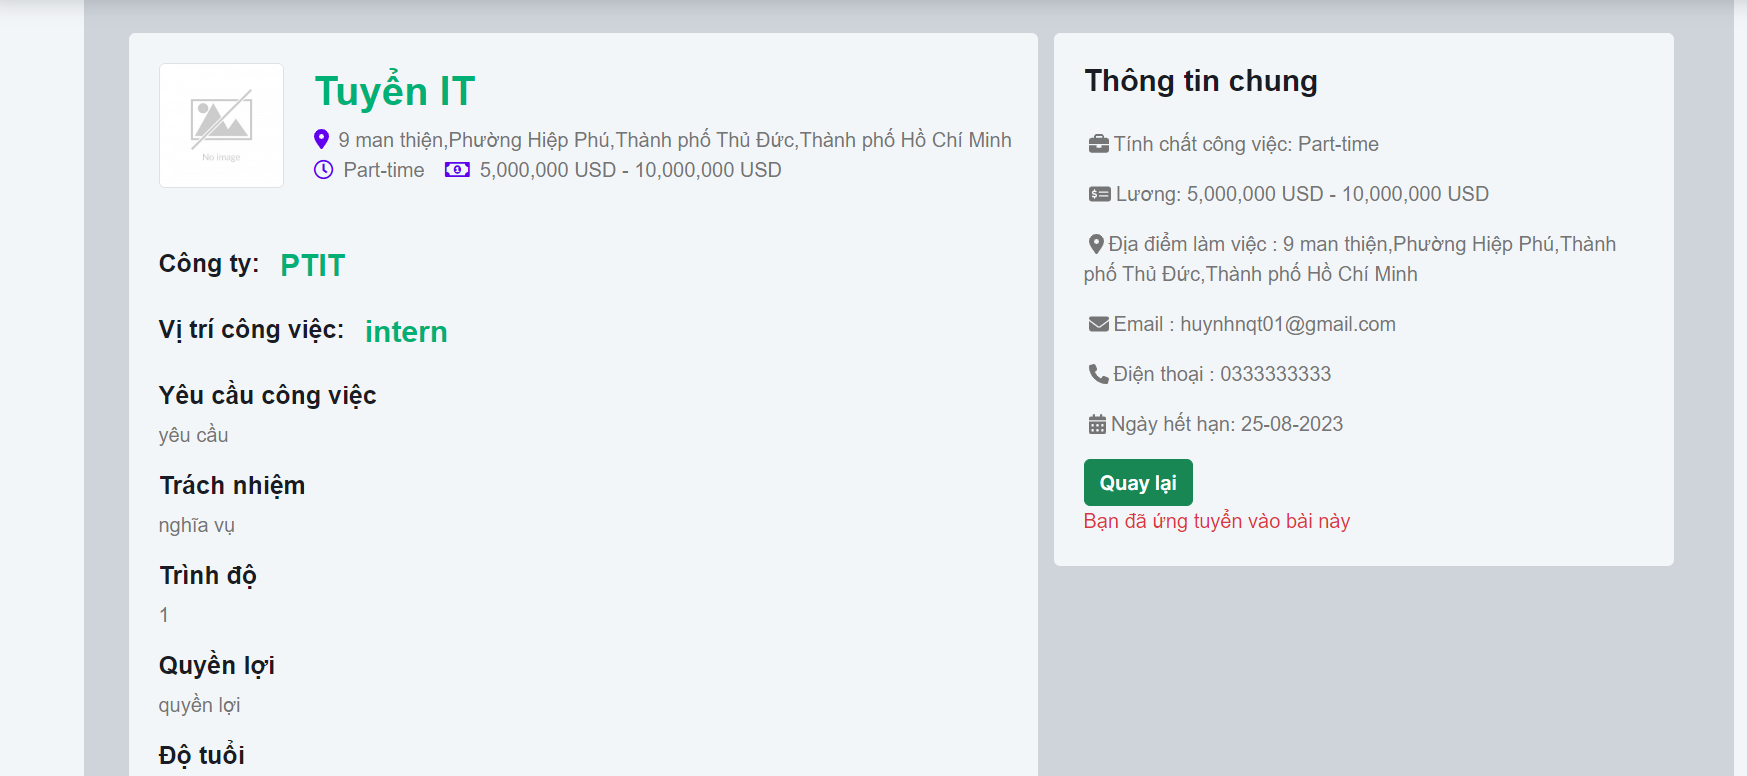 No image
Tuyển IT
9 man thiện,Phường Hiệp Phú,Thành phố Thủ Đức,Thành phố Hồ Chí Minh
Part-time 5,000,000 USD - 10,000,000 USD
Công ty: PTIT
Vị trí công việc: intern
Yêu cầu công việc
yêu cầu
Trách nhiệm
nghĩa vụ
Trình độ
1
Quyền lợi
quyền lợi
Độ tuổi
Thông tin chung
Tính chất công việc: Part-time
Lương: 5,000,000 USD - 10,000,000 USD
Địa điểm làm việc : 9 man thiện,Phường Hiệp Phú,Thành
phố Thủ Đức,Thành phố Hồ Chí Minh
Email : huynhnqt01@gmail.com
Điện thoại : 0333333333
Ngày hết hạn: 25-08-2023
Quay lại
Bạn đã ứng tuyển vào bài này